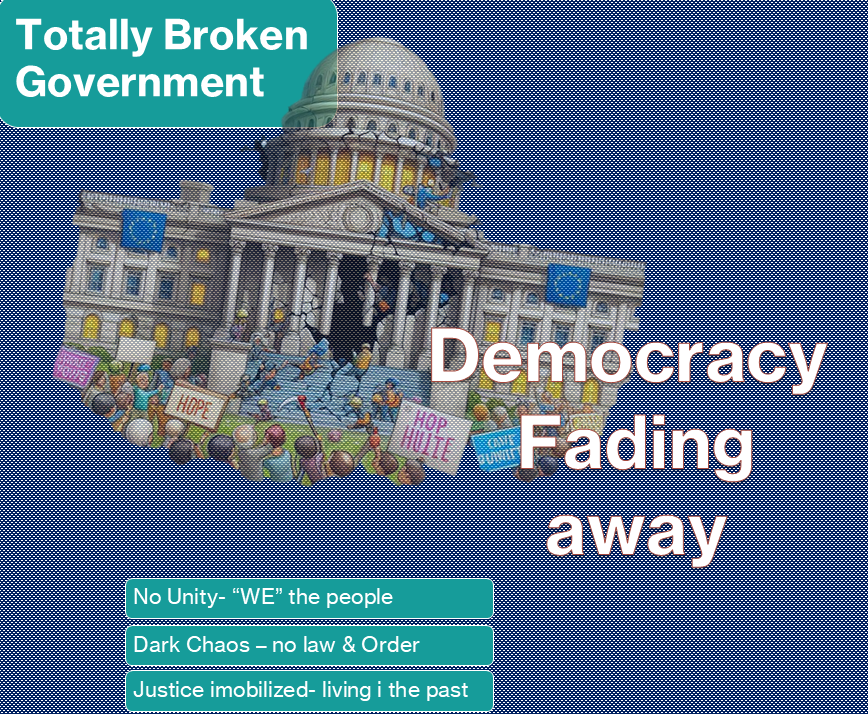 Totally Broken
Government
HOPE
HOP
HUITE
Democracy
Fading
away
No Unity- “WE” the people
Dark Chaos – no law & Order
Justice imobilized- living i the past